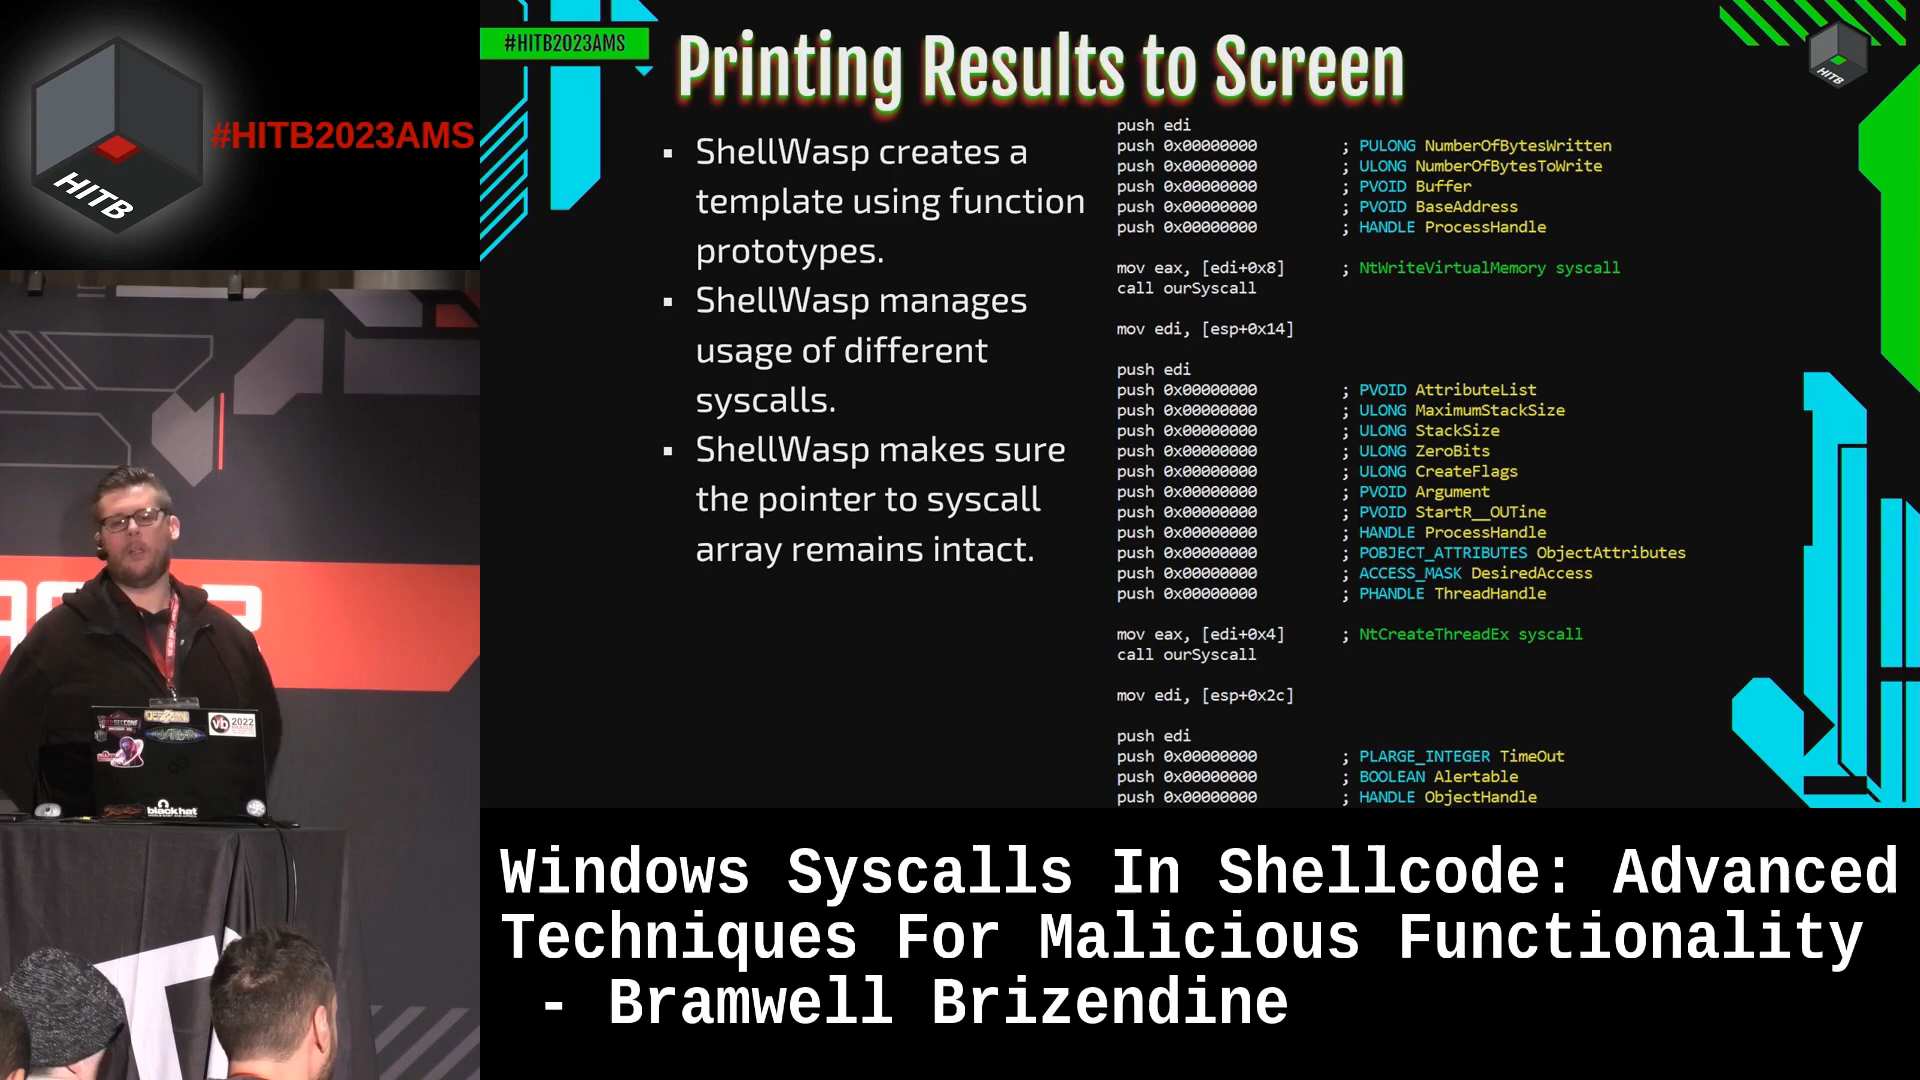 HITB
#HITB2023AMS
#HITB2023AMS
Printing Results to Screen
HITB
▪ ShellWasp creates a
template using function
prototypes.
▪ ShellWasp manages
usage of different
syscalls.
▪ ShellWasp makes sure
the pointer to syscall
array remains intact.
push edi
push 0x00000000 ; PULONG NumberOfBytesWritten
push 0x00000000 ; ULONG NumberOfBytesToWrite
push 0x00000000 ; PVOID Buffer
push 0x00000000 ; PVOID BaseAddress
push 0x00000000 ; HANDLE ProcessHandle
mov eax, [edi+0x8] ; NtWriteVirtualMemory syscall
call ourSyscall
mov edi, [esp+0x14]
push edi
push 0x00000000 ; PVOID AttributeList
push 0x00000000 ; ULONG MaximumStackSize
push 0x00000000 ; ULONG StackSize
push 0x00000000 ; ULONG ZeroBits
push 0x00000000 ; ULONG CreateFlags
push 0x00000000 ; PVOID Argument
push 0x00000000 ; PVOID StartR__OUTine
push 0x00000000 ; HANDLE ProcessHandle
push 0x00000000 ; POBJECT_ATTRIBUTES ObjectAttributes
push 0x00000000 ; ACCESS_MASK DesiredAccess
push 0x00000000 ; PHANDLE ThreadHandle
mov eax, [edi+0x4] ; NtCreateThreadEx syscall
call ourSyscall
mov edi, [esp+0x2c]
push edi
push 0x00000000 ; PLARGE_INTEGER TimeOut
push 0x00000000 ; BOOLEAN Alertable
push 0x00000000 ; HANDLE ObjectHandle
vb 2022
black hat
Windows Syscalls In Shellcode: Advanced
Techniques For Malicious Functionality
- Bramwell Brizendine